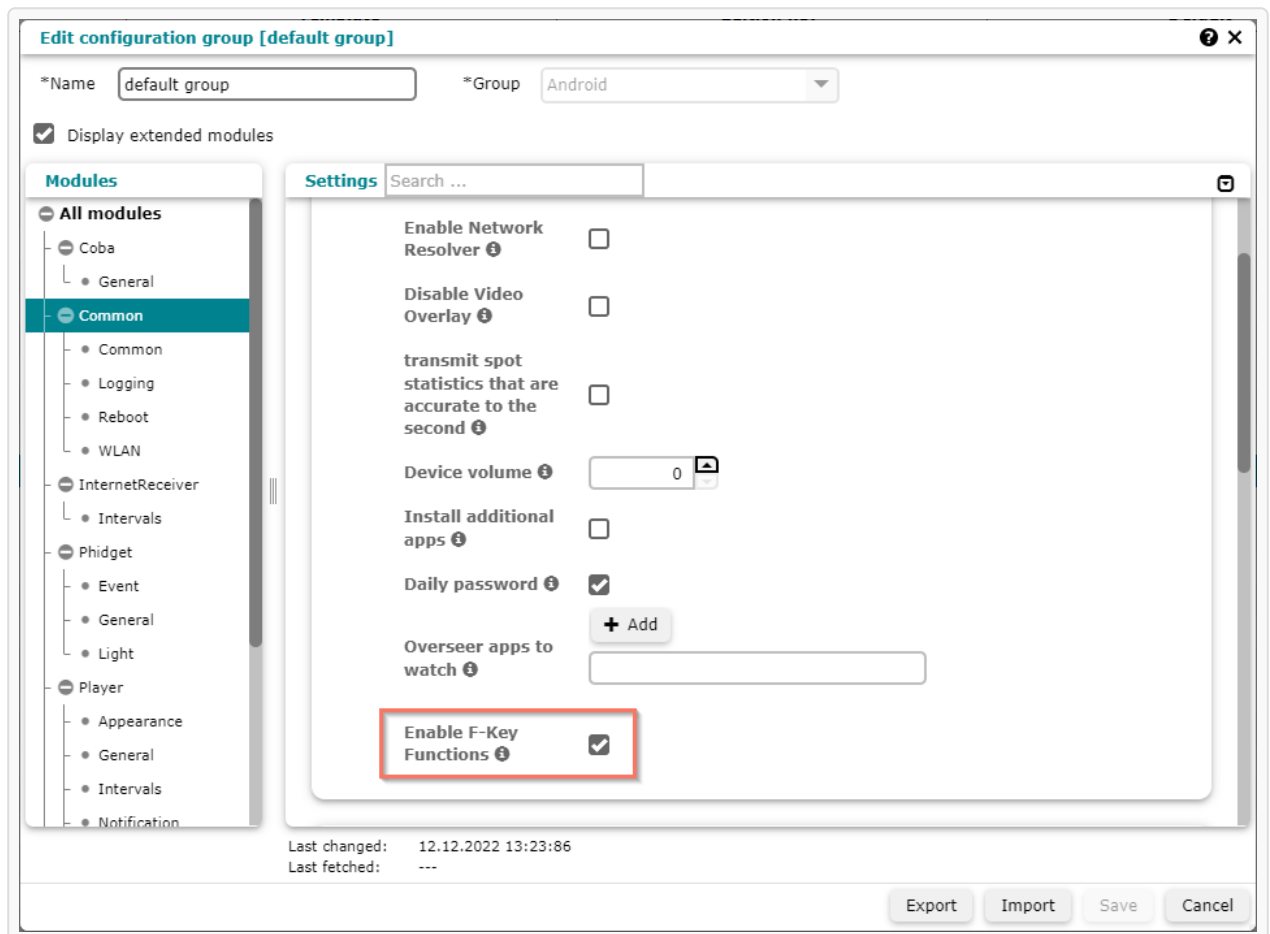 Edit configuration group [default group]
*Name default group *Group Android
Display extended modules
Modules
All modules
Coba
General
Common
Common
Logging
Reboot
WLAN
InternetReceiver
Intervals
Phidget
Event
General
Light
Player
Appearance
General
Intervals
Notification
Settings Search ...
Enable Network
Resolver
Disable Video
Overlay
transmit spot
statistics that are
accurate to the
second
Device volume 0
Install additional
apps
Daily password
Add
Overseer apps to
watch
Enable F-Key
Functions
Last changed: 12.12.2022 13:23:86
Last fetched: ---
Export Import Save Cancel